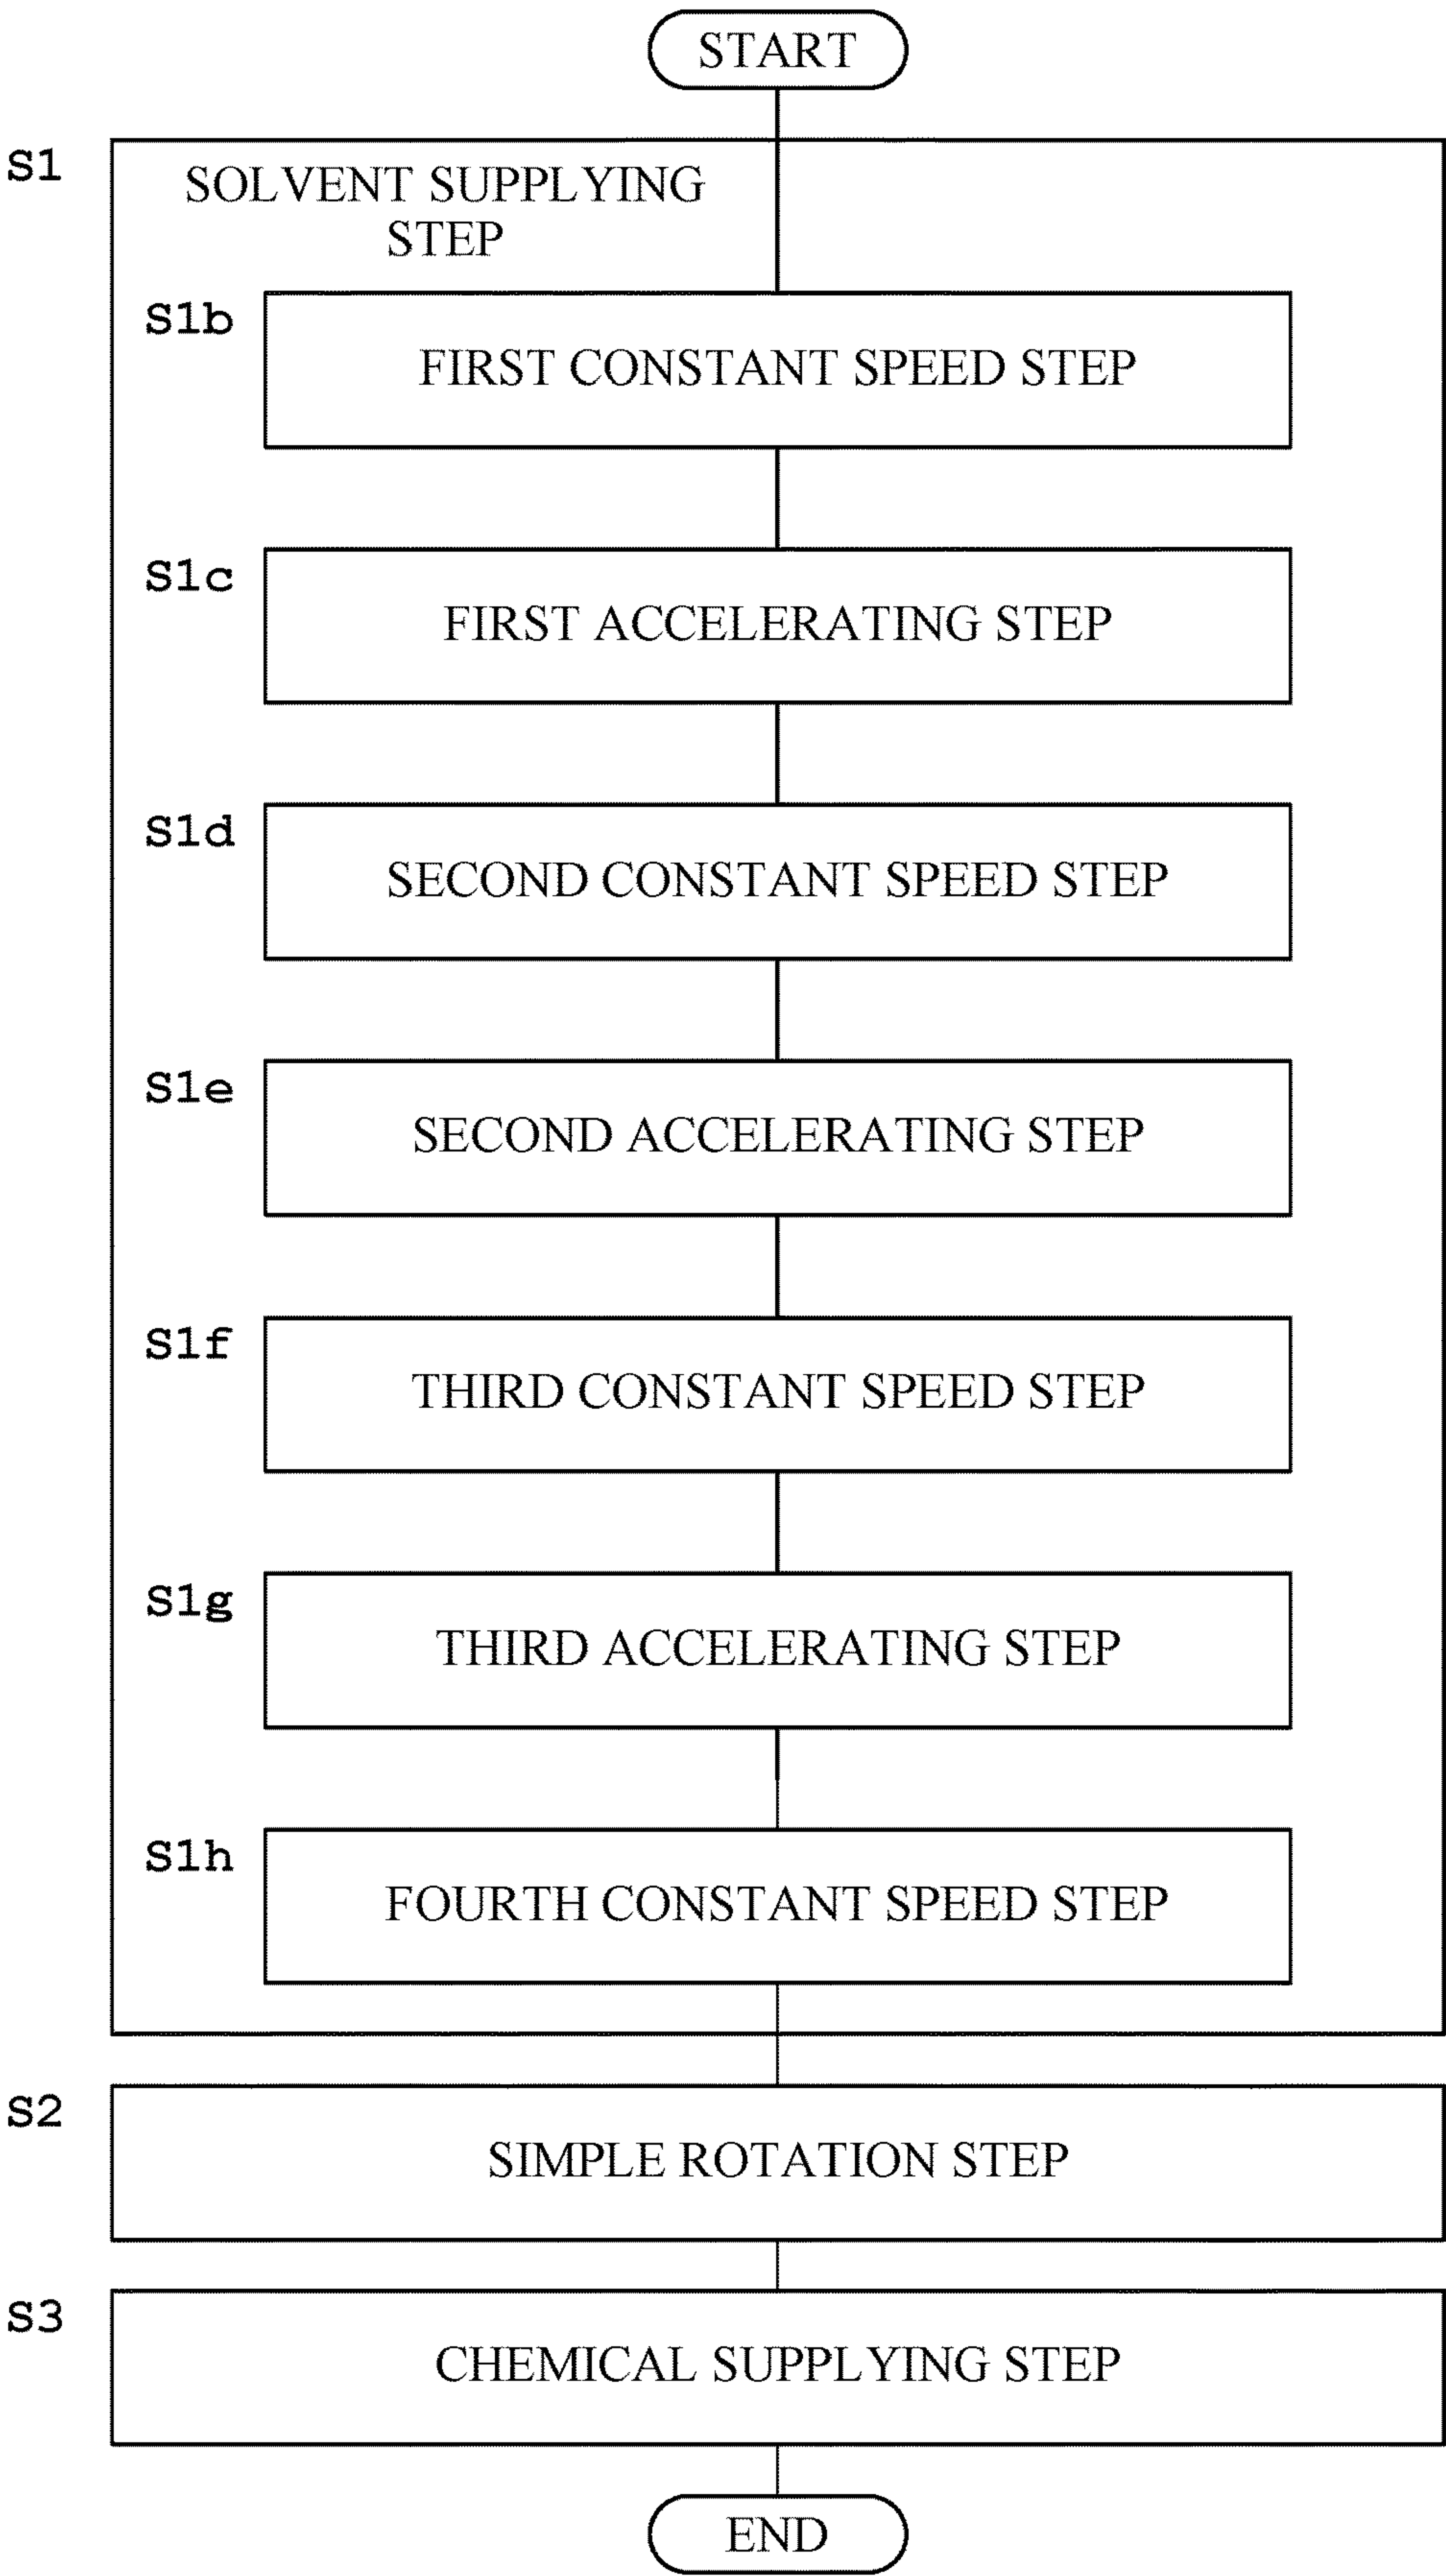 START
S1
SOLVENT SUPPLYING
STEP
S1b
FIRST CONSTANT SPEED STEP
S1c
FIRST ACCELERATING STEP
S1d
SECOND CONSTANT SPEED STEP
S1e
SECOND ACCELERATING STEP
S1f
THIRD CONSTANT SPEED STEP
S1g
THIRD ACCELERATING STEP
S1h
FOURTH CONSTANT SPEED STEP
S2
SIMPLE ROTATION STEP
S3
CHEMICAL SUPPLYING STEP
END